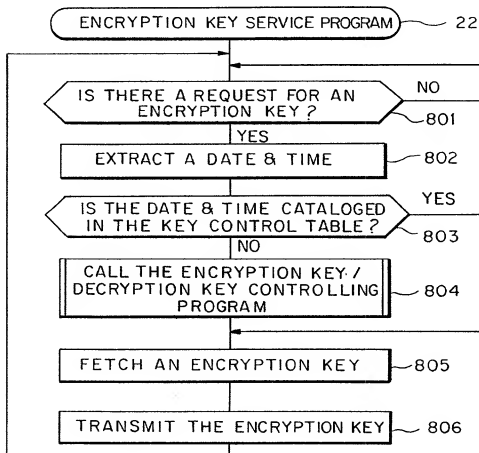 ENCRYPTION KEY SERVICE PROGRAM 22
IS THERE A REQUEST FOR AN
ENCRYPTION KEY?
NO
801
YES
EXTRACT A DATE & TIME
802
IS THE DATE & TIME CATALOGED
IN THE KEY CONTROL TABLE?
YES
803
NO
CALL THE ENCRYPTION KEY/
DECRYPTION KEY CONTROLLING
PROGRAM
804
FETCH AN ENCRYPTION KEY
805
TRANSMIT THE ENCRYPTION KEY
806